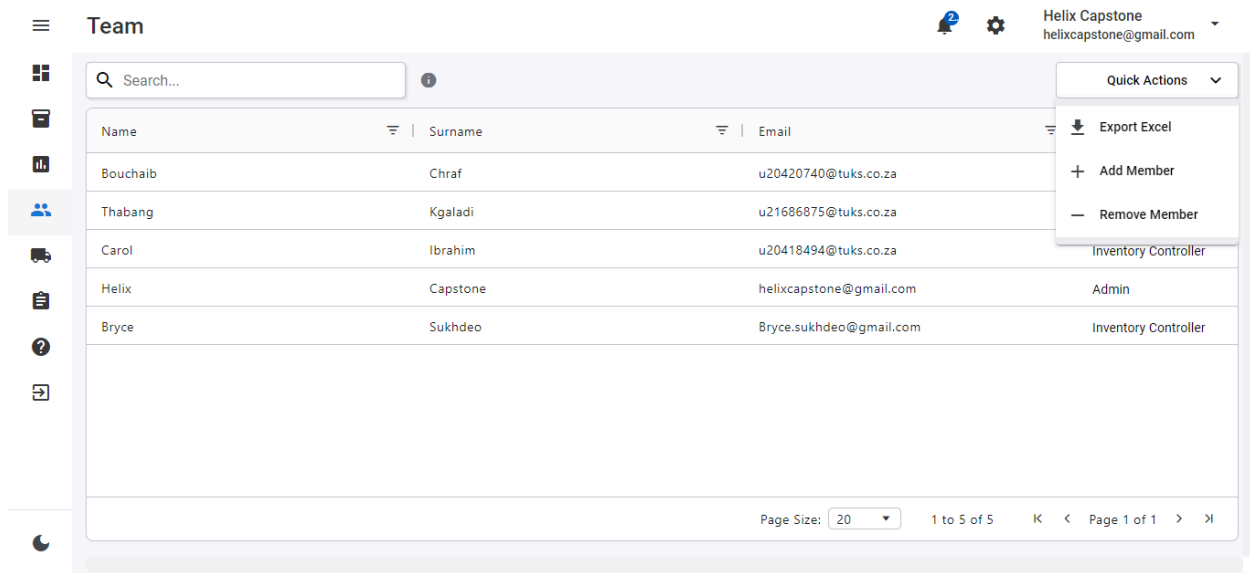 Team
2.
Helix Capstone
helixcapstone@gmail.com
Search...
Quick Actions
Export Excel
Add Member
Remove Member
Name Surname Email
Bouchaib Chraf u20420740@tuks.co.za
Thabang Kgaladi u21686875@tuks.co.za
Carol Ibrahim u20418494@tuks.co.za Inventory Controller
Helix Capstone helixcapstone@gmail.com Admin
Bryce Sukhdeo Bryce.sukhdeo@gmail.com Inventory Controller
Page Size: 20 1 to 5 of 5 Page 1 of 1